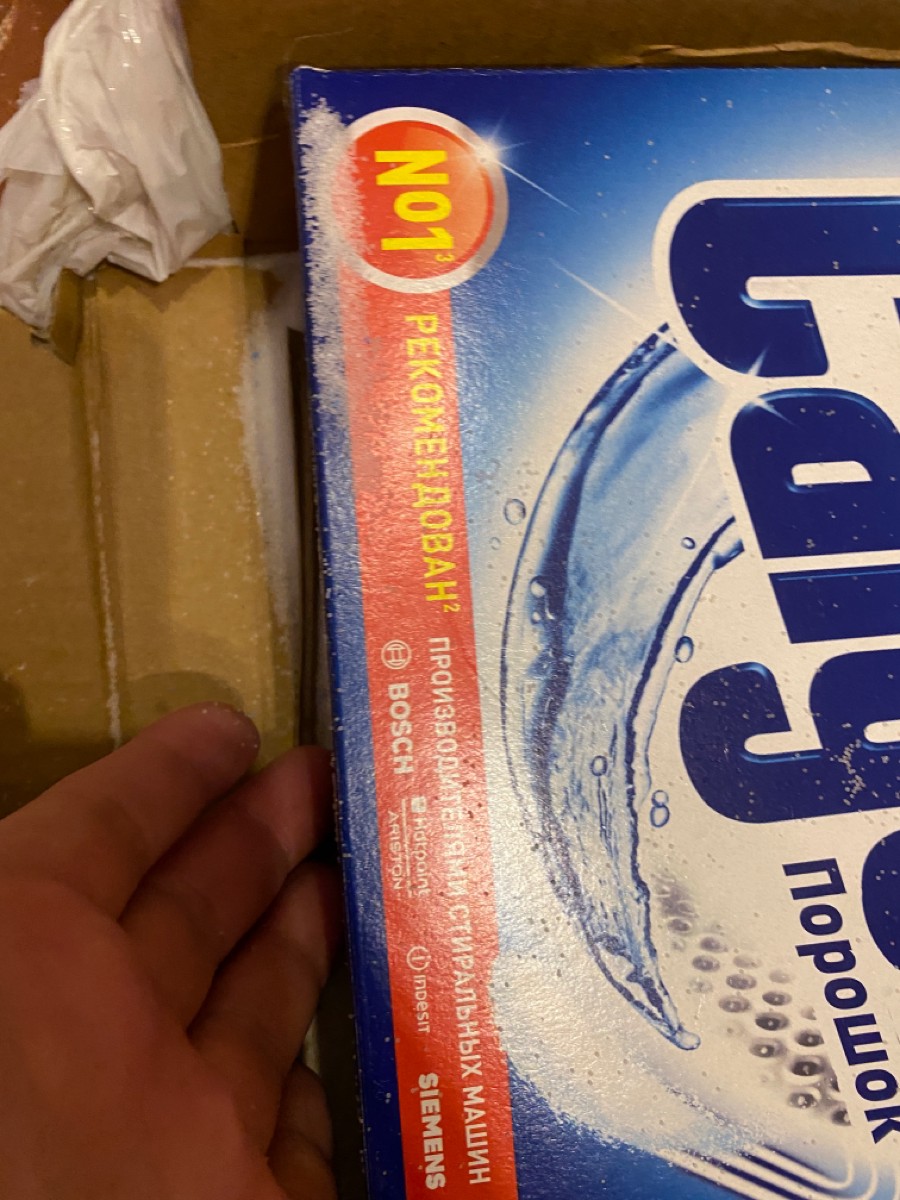 NO1³
РЕКОМЕНДОВАН²
ПРОИЗВОДИТЕЛЯМИ СТИРАЛЬНЫХ МАШИН
BOSCH
Hotpoint
ARISTON
INDESIT
SIEMENS
Порошок